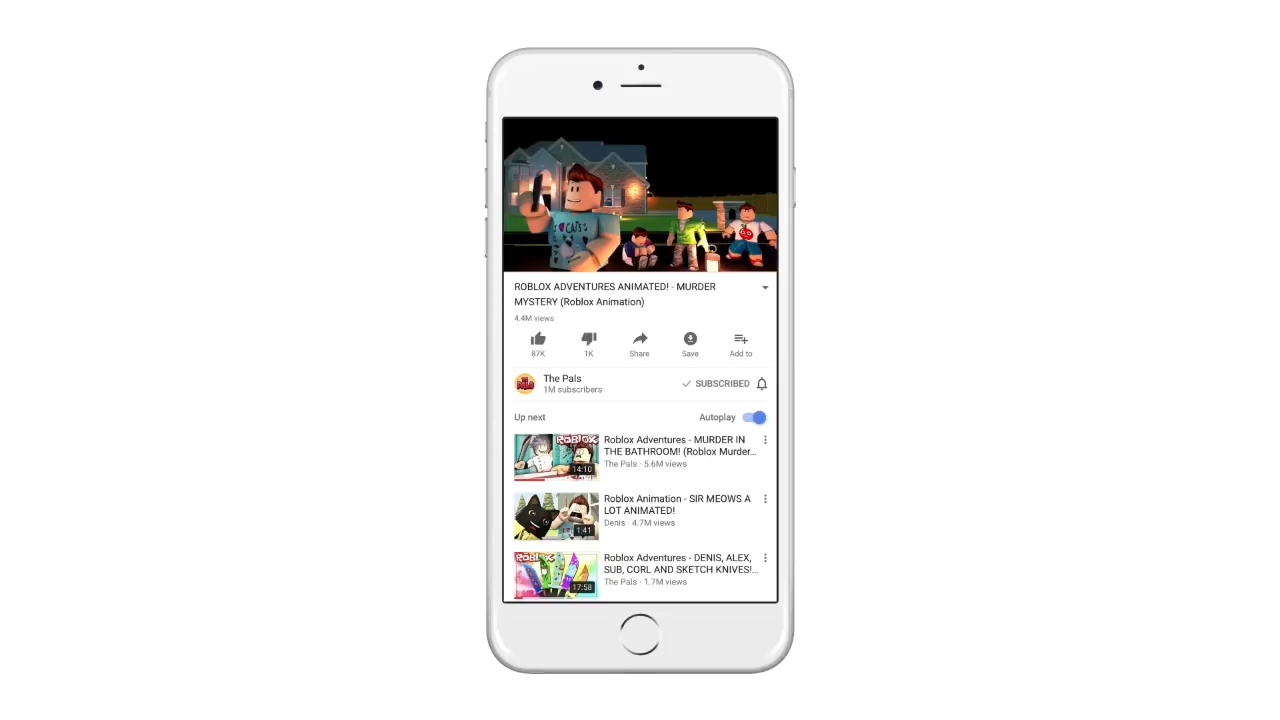 I ♥ CATS
ROBLOX ADVENTURES ANIMATED! - MURDER
MYSTERY (Roblox Animation)
4.4M views
87K
1K
Share
Save
Add to
The Pals
1M subscribers
SUBSCRIBED
Up next
Autoplay
ROBLOX
14:10
Roblox Adventures - MURDER IN
THE BATHROOM! (Roblox Murder...
The Pals · 5.6M views
1:41
Roblox Animation - SIR MEOWS A
LOT ANIMATED!
Denis · 4.7M views
ROBLOX
17:58
Roblox Adventures - DENIS, ALEX,
SUB, CORL AND SKETCH KNIVES!...
The Pals · 1.7M views